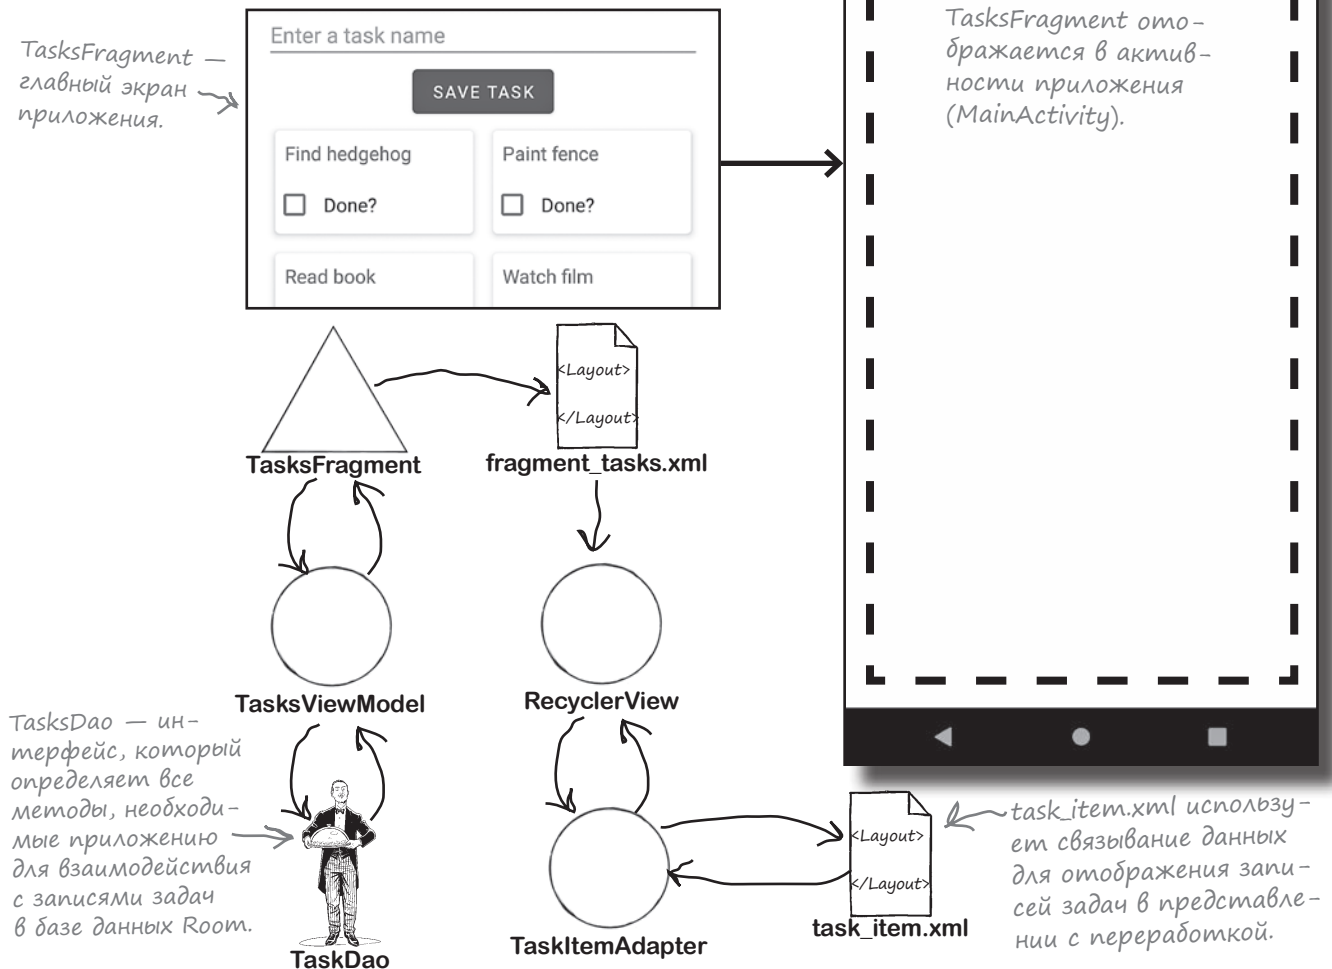 TasksFragment —
главный экран
приложения.
Enter a task name
SAVE TASK
Find hedgehog
Paint fence
Done?
Done?
Read book
Watch film
TasksFragment ото-
бражается в актив-
ности приложения
(MainActivity).
<Layout>
</Layout>
TasksFragment
fragment_tasks.xml
TasksViewModel
RecyclerView
TasksDao — ин-
терфейс, который
определяет все
методы, необходи-
мые приложению
для взаимодействия
с записями задач
в базе данных Room.
TaskDao
TaskItemAdapter
<Layout>
</Layout>
task_item.xml
task_item.xml использу-
ет связывание данных
для отображения запи-
сей задач в представле-
нии с переработкой.